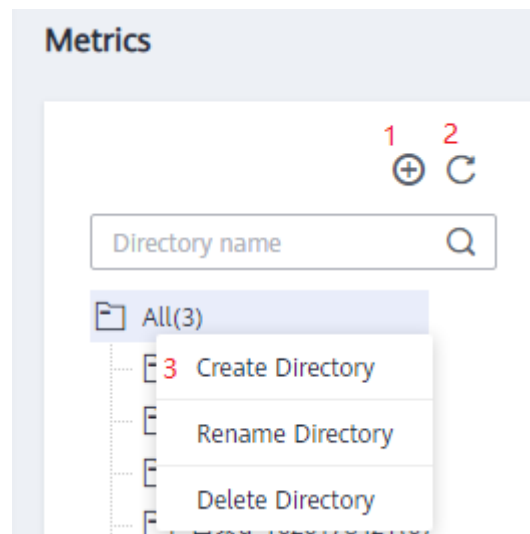 Metrics
1 2
Directory name
All(3)
3 Create Directory
Rename Directory
Delete Directory